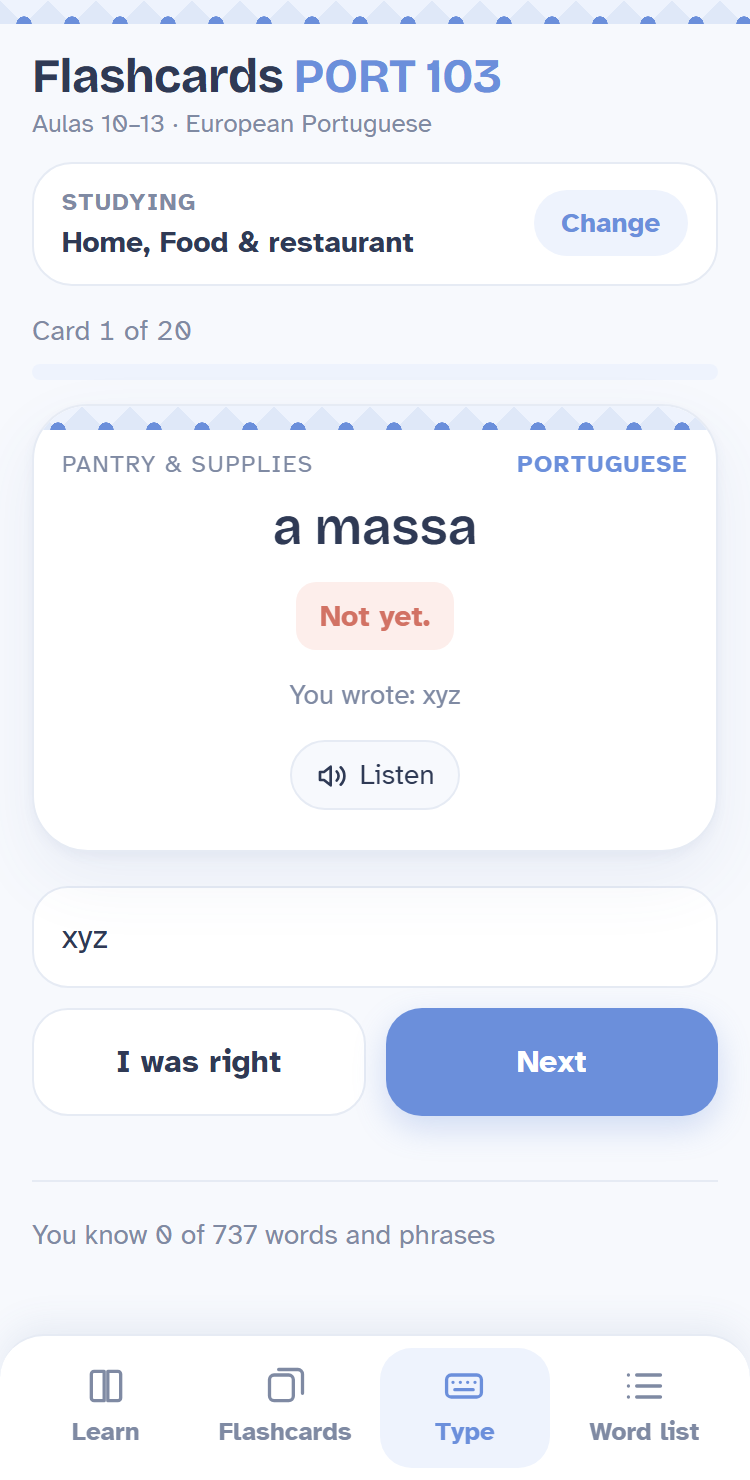 Flashcards PORT 103
Aulas 10–13 · European Portuguese
STUDYING
Home, Food & restaurant
Change
Card 1 of 20
PANTRY & SUPPLIES
PORTUGUESE
a massa
Not yet.
You wrote: xyz
Listen
xyz
I was right
Next
You know 0 of 737 words and phrases
Learn
Flashcards
Type
Word list